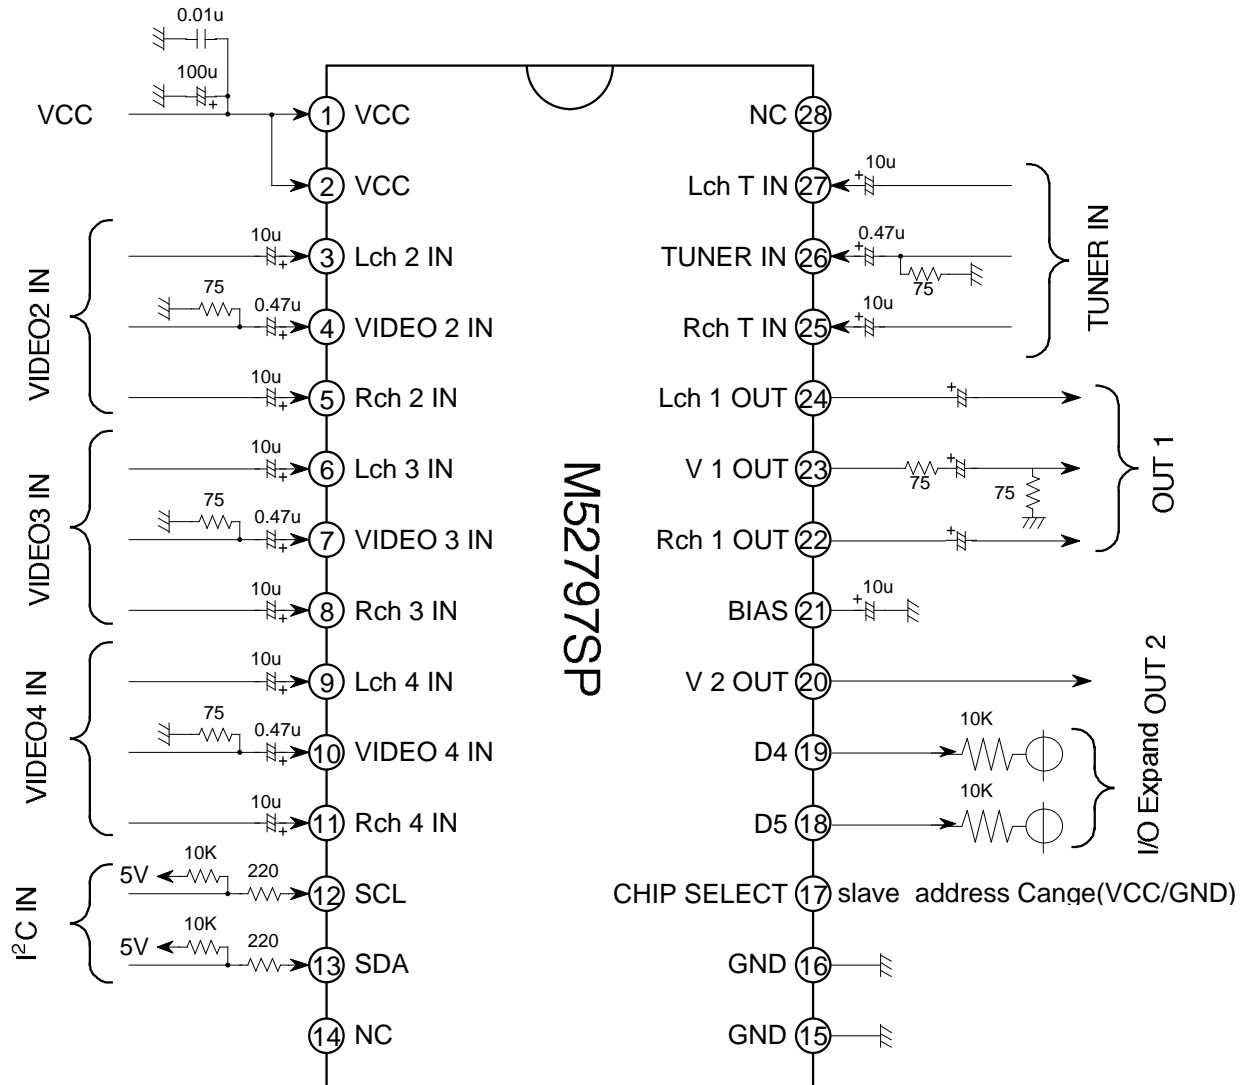 0.01u
100u
VCC
1 VCC
2 VCC
VIDEO2 IN
10u
3 Lch 2 IN
75
0.47u
4 VIDEO 2 IN
10u
5 Rch 2 IN
VIDEO3 IN
10u
6 Lch 3 IN
75
0.47u
7 VIDEO 3 IN
10u
8 Rch 3 IN
VIDEO4 IN
10u
9 Lch 4 IN
75
0.47u
10 VIDEO 4 IN
10u
11 Rch 4 IN
I²C IN
5V
10K
220
12 SCL
5V
10K
220
13 SDA
14 NC
M52797SP
NC 28
10u
Lch T IN 27
0.47u
TUNER IN 26
75
10u
Rch T IN 25
TUNER IN
Lch 1 OUT 24
V 1 OUT 23
75
75
Rch 1 OUT 22
OUT 1
10u
BIAS 21
V 2 OUT 20
OUT 2
10K
D4 19
10K
D5 18
I/O Expand
CHIP SELECT 17 slave address Cange(VCC/GND)
GND 16
GND 15